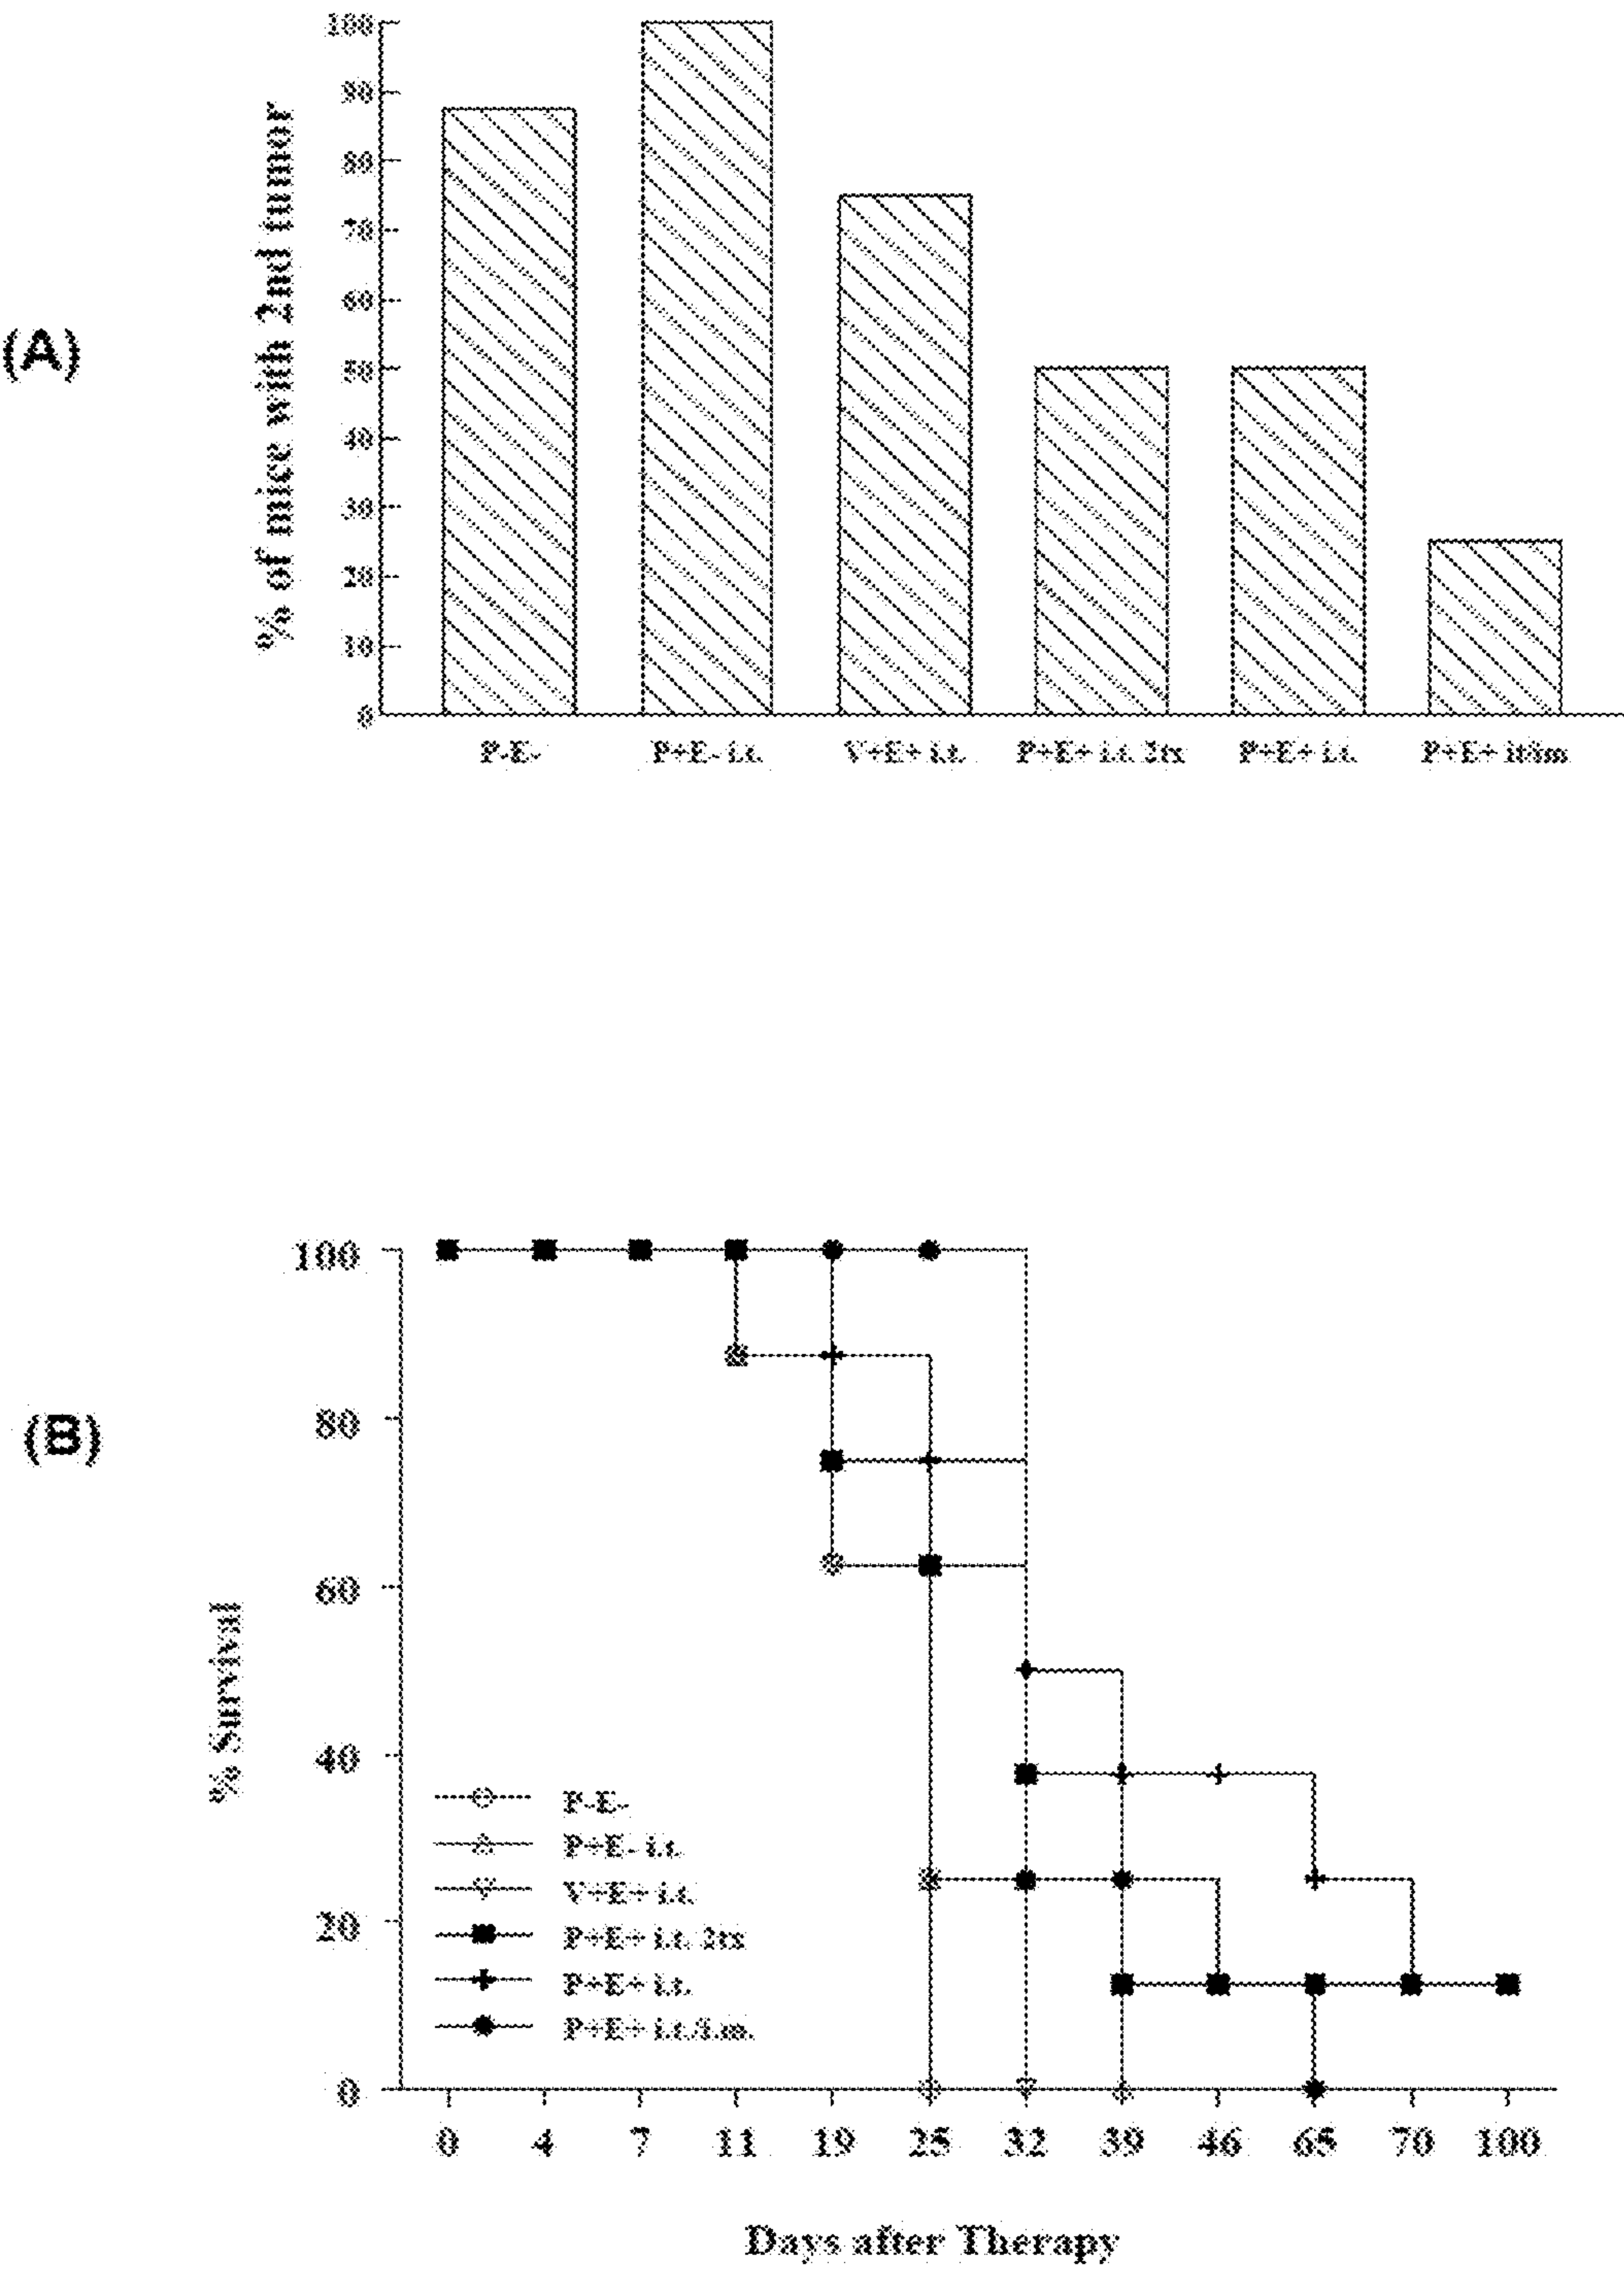 (A)
% of mice with 2nd tumor
100
90
80
70
60
50
40
30
20
10
0
P-E-
P+E- i.t.
V+E+ i.t.
P+E+ i.t. 2tx
P+E+ i.t.
P+E+ itim
(B)
% Survival
100
80
60
40
20
0
P-E-
P+E- i.t.
V+E+ i.t.
P+E+ i.t. 2tx
P+E+ i.t.
P+E+ i.t./i.m.
0 4 7 11 19 25 32 39 46 65 70 100
Days after Therapy